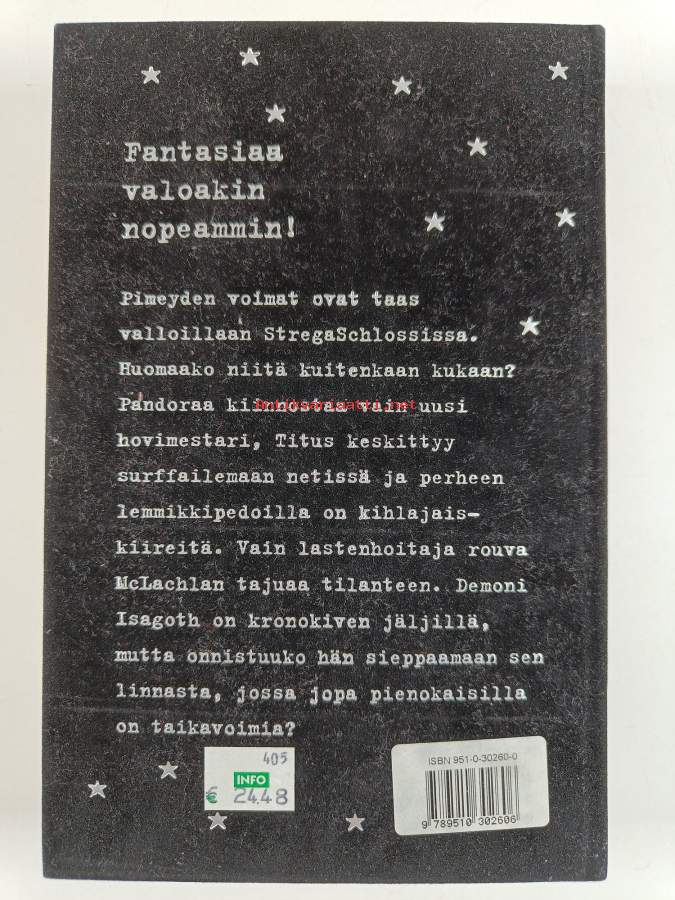 Fantasiaa
valoakin
nopeammin!
Pimeyden voimat ovat taas
valloillaan StregaSchlossissa.
Huomaako niitä kuitenkaan kukaan?
Pandoraa kiinnostaa vain uusi
hovimestari, Titus keskittyy
surffailemaan netissä ja perheen
lemmikkipedoilla on kihlajais-
kiireitä. Vain lastenhoitaja rouva
McLachlan tajuaa tilanteen. Demoni
Isagoth on kronokiven jäljillä,
mutta onnistuuko hän sieppaamaan sen
linnasta, jossa jopa pienokaisilla
on taikavoimia?
405
INFO
€ 24.48
ISBN 951-0-30260-0
9 789510 302606